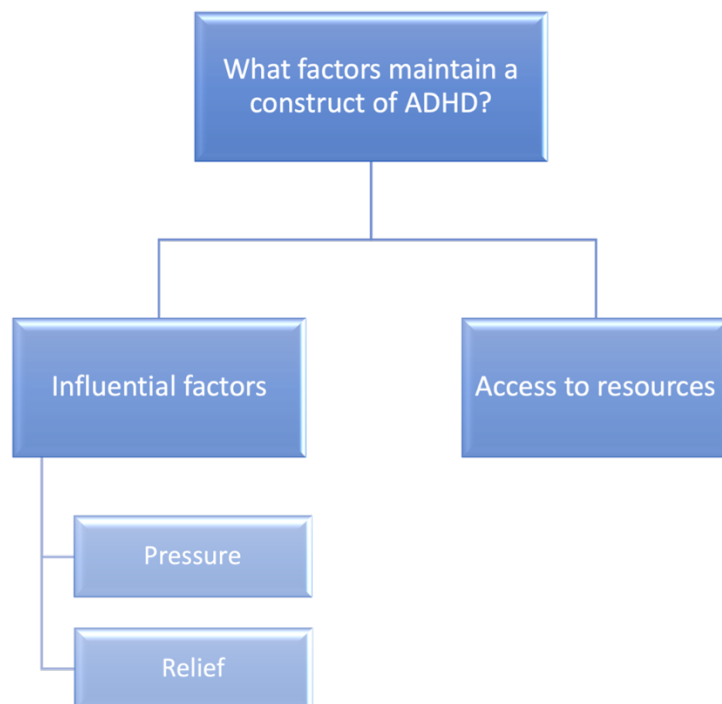 What factors maintain a
construct of ADHD?
Influential factors
Access to resources
Pressure
Relief